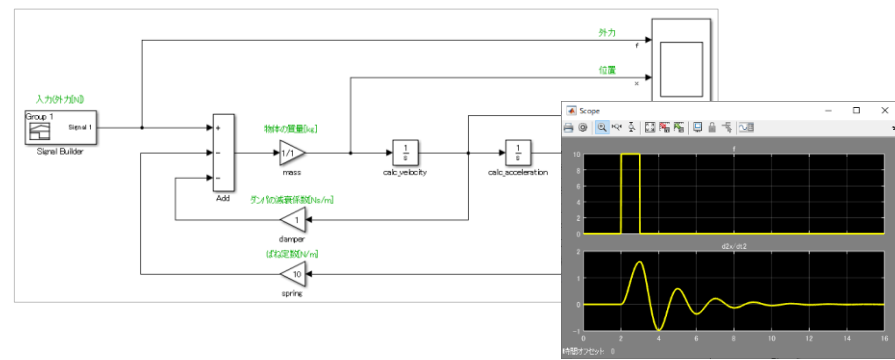 外力
f
位置
x
入力(外力[N])
Group 1
Signal 1
Signal Builder
+
−
−
Add
物体の質量[kg]
1/1
mass
1
s
calc_velocity
1
s
calc_acceleration
ダンパの減衰係数[Ns/m]
1
damper
ばね定数[N/m]
10
spring
Scope
f
10
8
6
4
2
0
d2x/dt2
2
1
0
-1
0
2
4
6
8
10
12
14
16
時間オフセット: 0